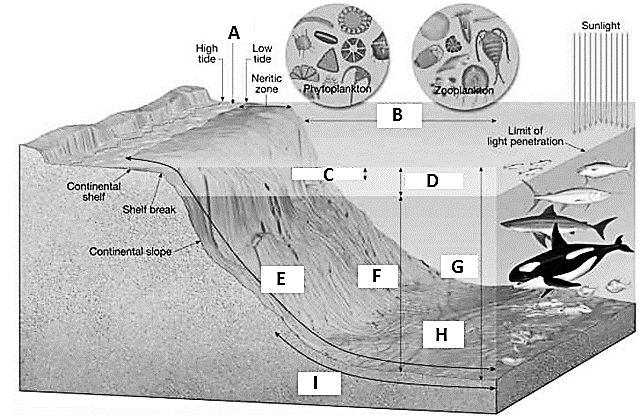 A
High
tide
Low
tide
Neritic
zone
Phytoplankton
Zooplankton
Sunlight
B
Limit of
light penetration
Continental
shelf
Shelf break
Continental slope
C
D
E
F
G
H
I